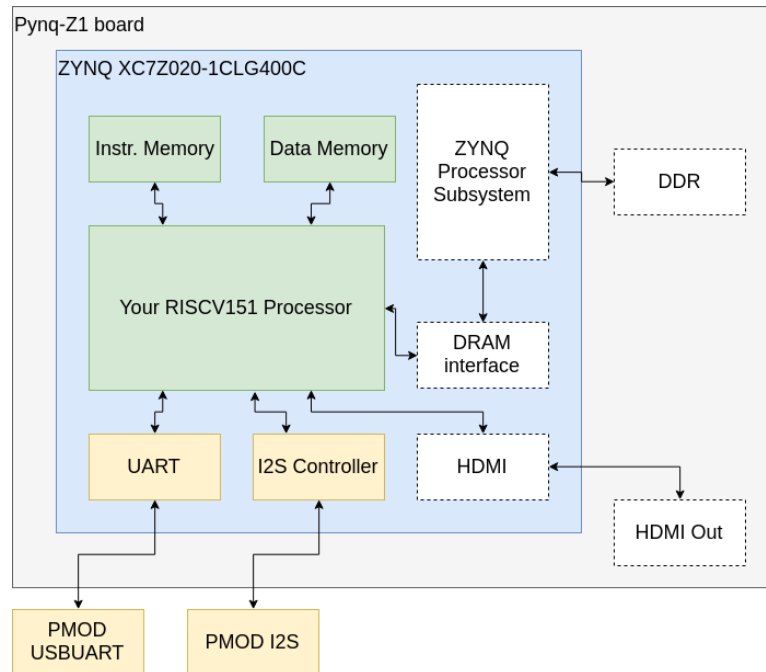 Pynq-Z1 board
ZYNQ XC7Z020-1CLG400C
Instr. Memory
Data Memory
ZYNQ
Processor
Subsystem
DDR
Your RISCV151 Processor
DRAM
interface
UART
I2S Controller
HDMI
HDMI Out
PMOD
USBUART
PMOD I2S